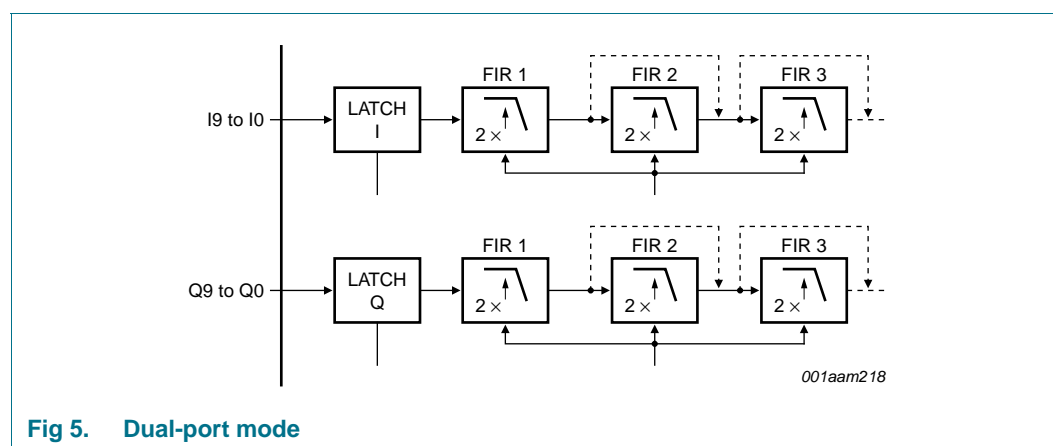 FIR 1 FIR 2 FIR 3
I9 to I0 LATCH I 2 × 2 × 2 ×
FIR 1 FIR 2 FIR 3
Q9 to Q0 LATCH Q 2 × 2 × 2 ×
001aam218
Fig 5. Dual-port mode